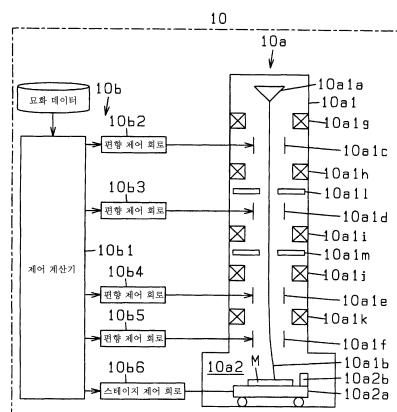 10
10a
묘화 데이터
10b
10a1a
10a1
10a1g
10b2
편향 제어 회로
10a1c
10a1h
10b3
10a1l
편향 제어 회로
10a1d
10b1
10a1i
제어 계산기
10a1m
10b4
10a1j
편향 제어 회로
10a1e
10b5
10a1k
편향 제어 회로
10a1f
10b6
10a2
M
10a1b
10a2b
스테이지 제어 회로
10a2a